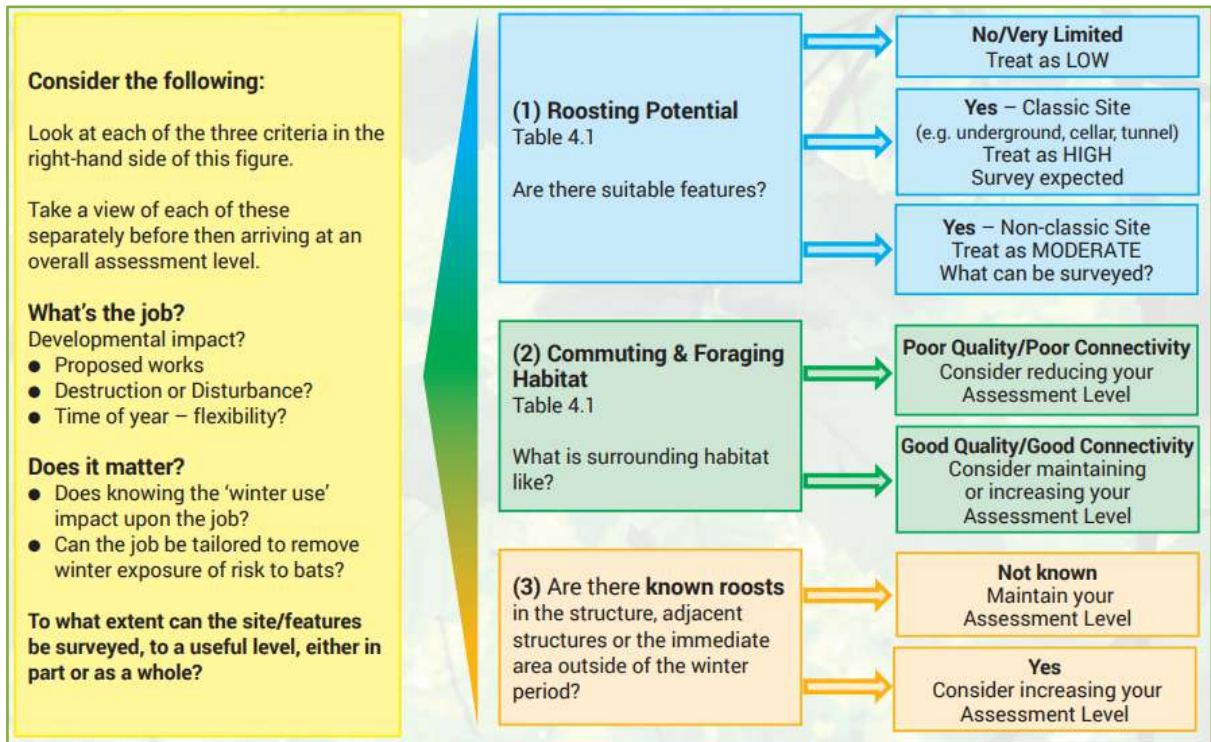 Consider the following:
Look at each of the three criteria in the
right-hand side of this figure.
Take a view of each of these
separately before then arriving at an
overall assessment level.
What's the job?
Developmental impact?
● Proposed works
● Destruction or Disturbance?
● Time of year – flexibility?
Does it matter?
● Does knowing the ‘winter use’
impact upon the job?
● Can the job be tailored to remove
winter exposure of risk to bats?
To what extent can the site/features
be surveyed, to a useful level, either in
part or as a whole?
(1) Roosting Potential
Table 4.1
Are there suitable features?
No/Very Limited
Treat as LOW
Yes – Classic Site
(e.g. underground, cellar, tunnel)
Treat as HIGH
Survey expected
Yes – Non-classic Site
Treat as MODERATE
What can be surveyed?
(2) Commuting & Foraging
Habitat
Table 4.1
What is surrounding habitat
like?
Poor Quality/Poor Connectivity
Consider reducing your
Assessment Level
Good Quality/Good Connectivity
Consider maintaining
or increasing your
Assessment Level
(3) Are there known roosts
in the structure, adjacent
structures or the immediate
area outside of the winter
period?
Not known
Maintain your
Assessment Level
Yes
Consider increasing your
Assessment Level